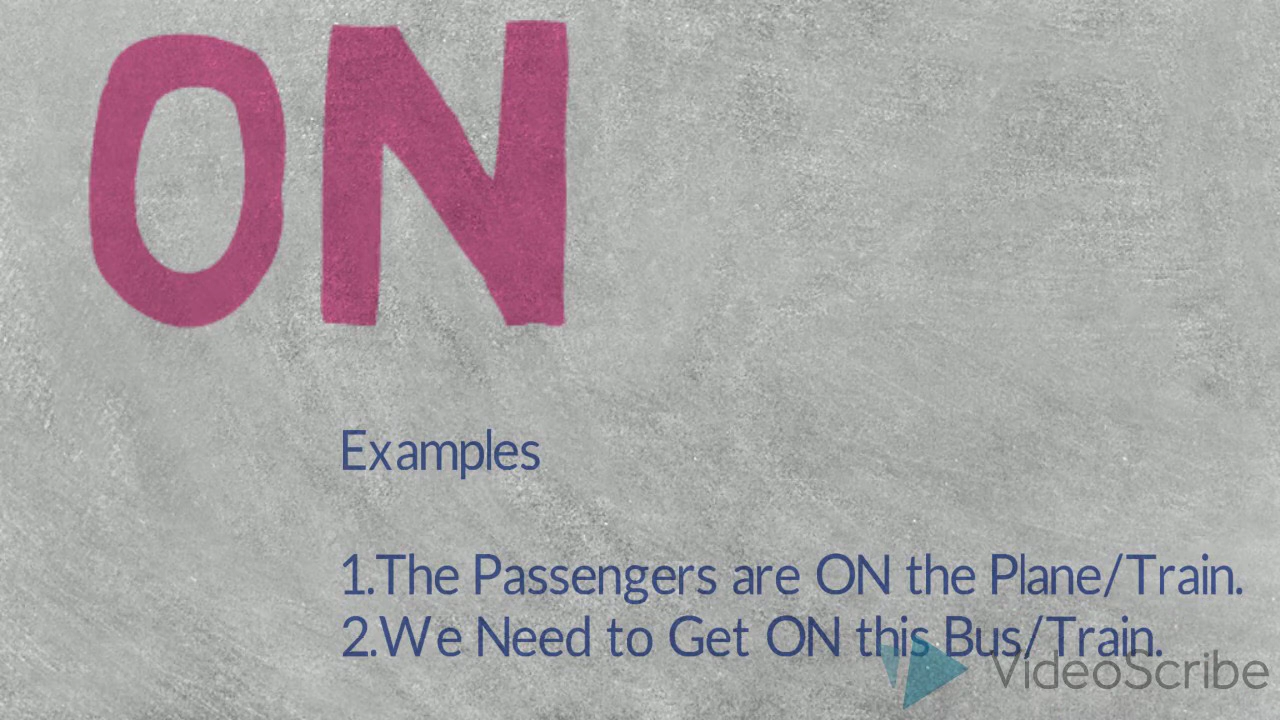 ON
Examples
1.The Passengers are ON the Plane/Train.
2.We Need to Get ON this Bus/Train.
VideoScribe